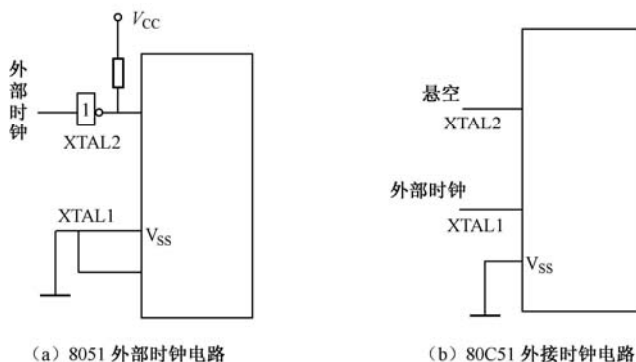 V_CC
外部时钟
1
XTAL2
XTAL1
V_SS
(a) 8051 外部时钟电路
悬空
XTAL2
外部时钟
XTAL1
V_SS
(b) 80C51 外接时钟电路